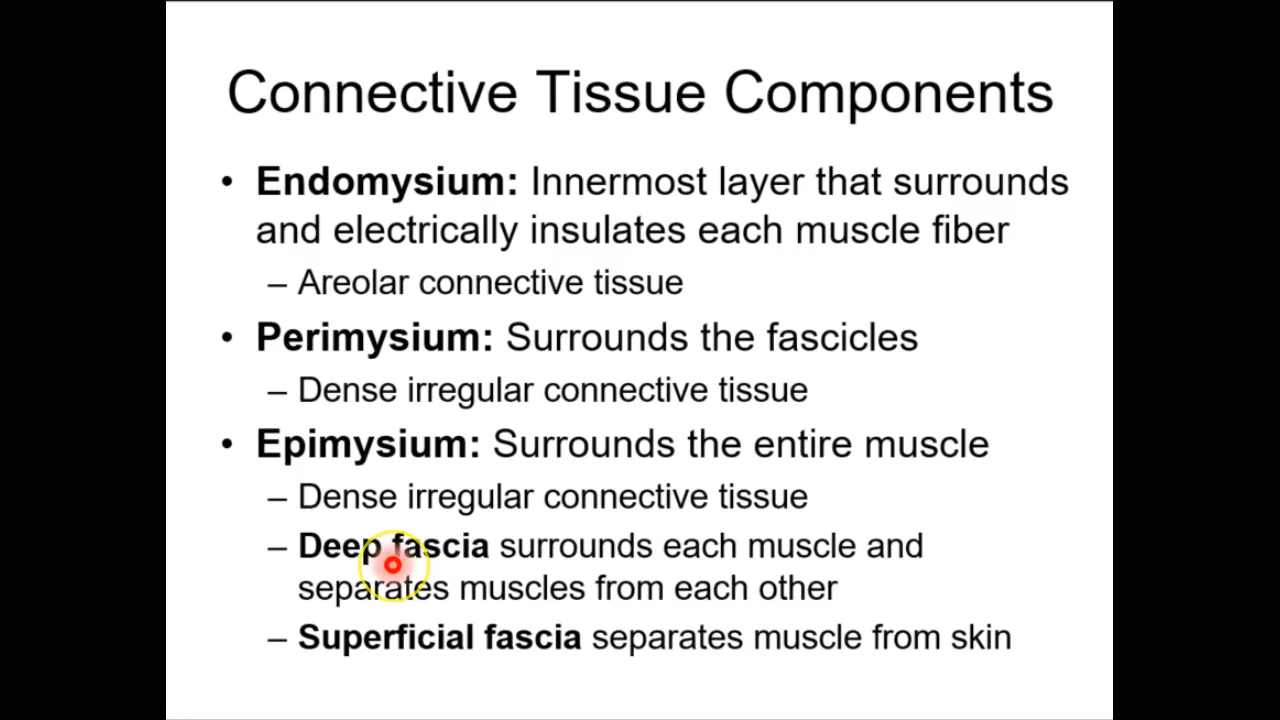 Connective Tissue Components
• Endomysium: Innermost layer that surrounds
and electrically insulates each muscle fiber
– Areolar connective tissue
• Perimysium: Surrounds the fascicles
– Dense irregular connective tissue
• Epimysium: Surrounds the entire muscle
– Dense irregular connective tissue
– Deep fascia surrounds each muscle and
separates muscles from each other
– Superficial fascia separates muscle from skin